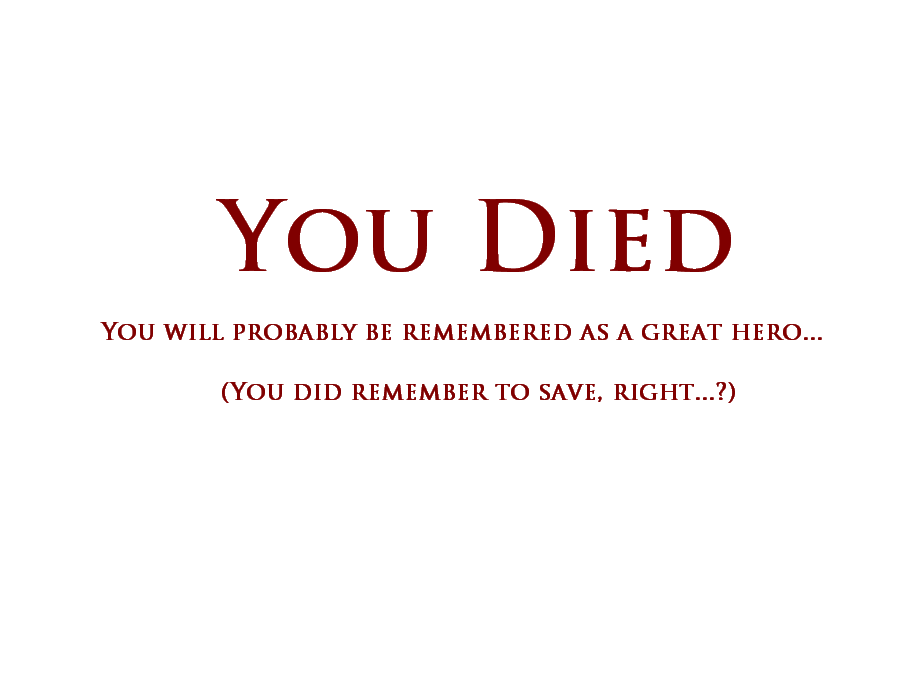 You Died
You will probably be remembered as a great hero...
(You did remember to save, right...?)